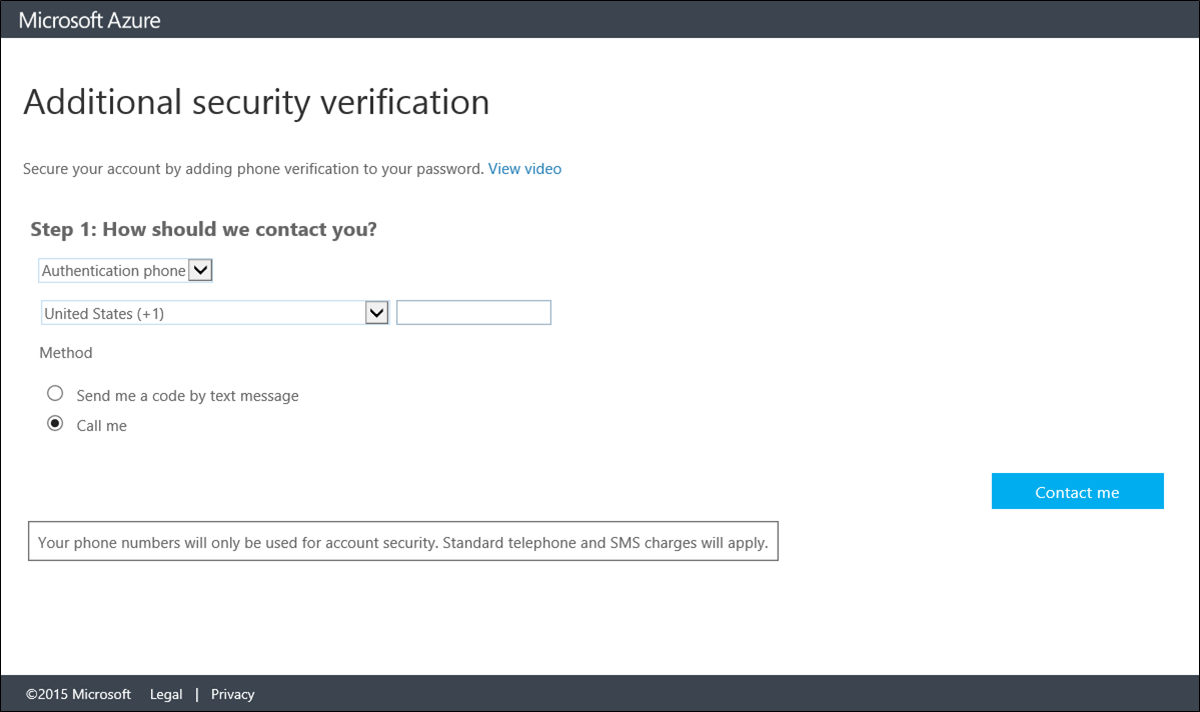 Microsoft Azure
Additional security verification
Secure your account by adding phone verification to your password. View video
Step 1: How should we contact you?
Authentication phone
United States (+1)
Method
Send me a code by text message
Call me
Contact me
Your phone numbers will only be used for account security. Standard telephone and SMS charges will apply.
©2015 Microsoft Legal | Privacy